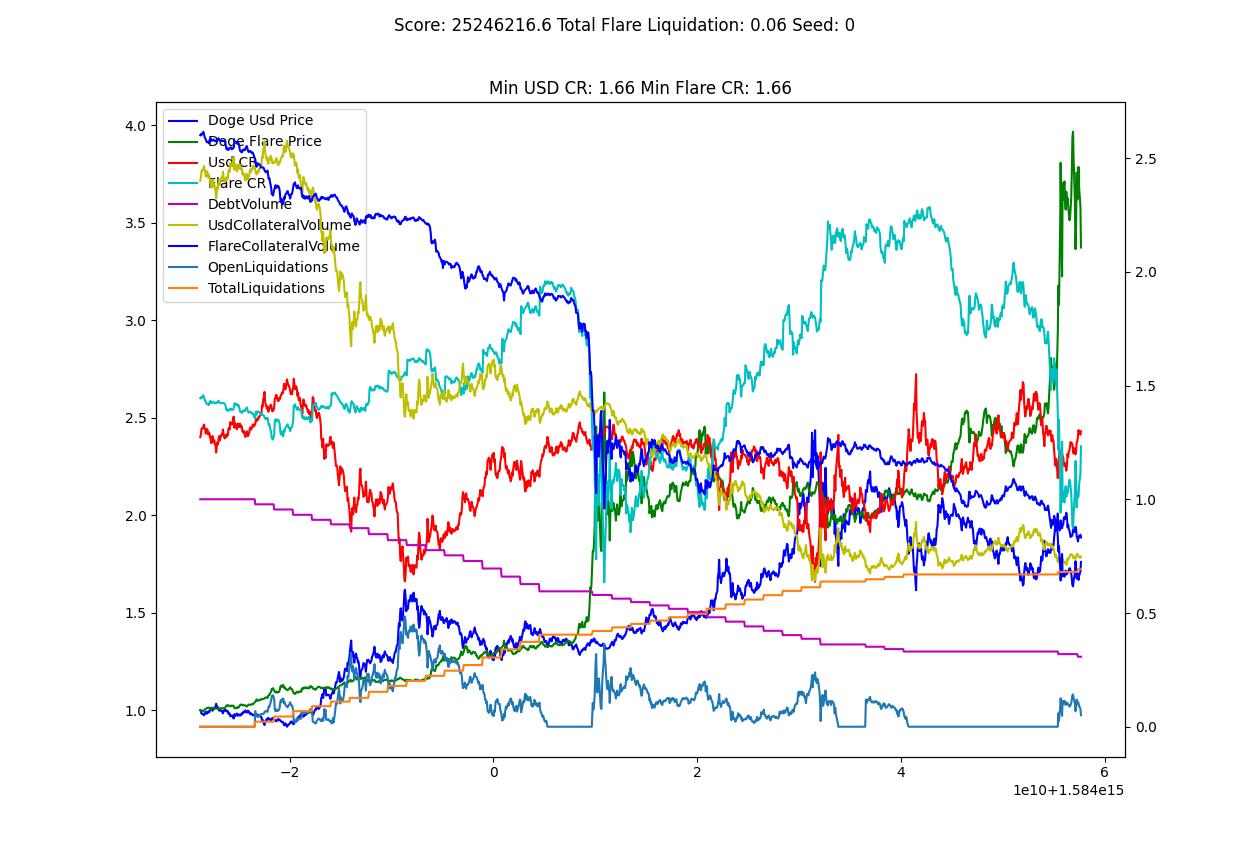 Score: 25246216.6 Total Flare Liquidation: 0.06 Seed: 0
Min USD CR: 1.66 Min Flare CR: 1.66
Doge Usd Price
Doge Flare Price
Usd CR
Flare CR
DebtVolume
UsdCollateralVolume
FlareCollateralVolume
OpenLiquidations
TotalLiquidations
4.0
3.5
3.0
2.5
2.0
1.5
1.0
2.5
2.0
1.5
1.0
0.5
0.0
−2 0 2 4 6
1e10+1.584e15